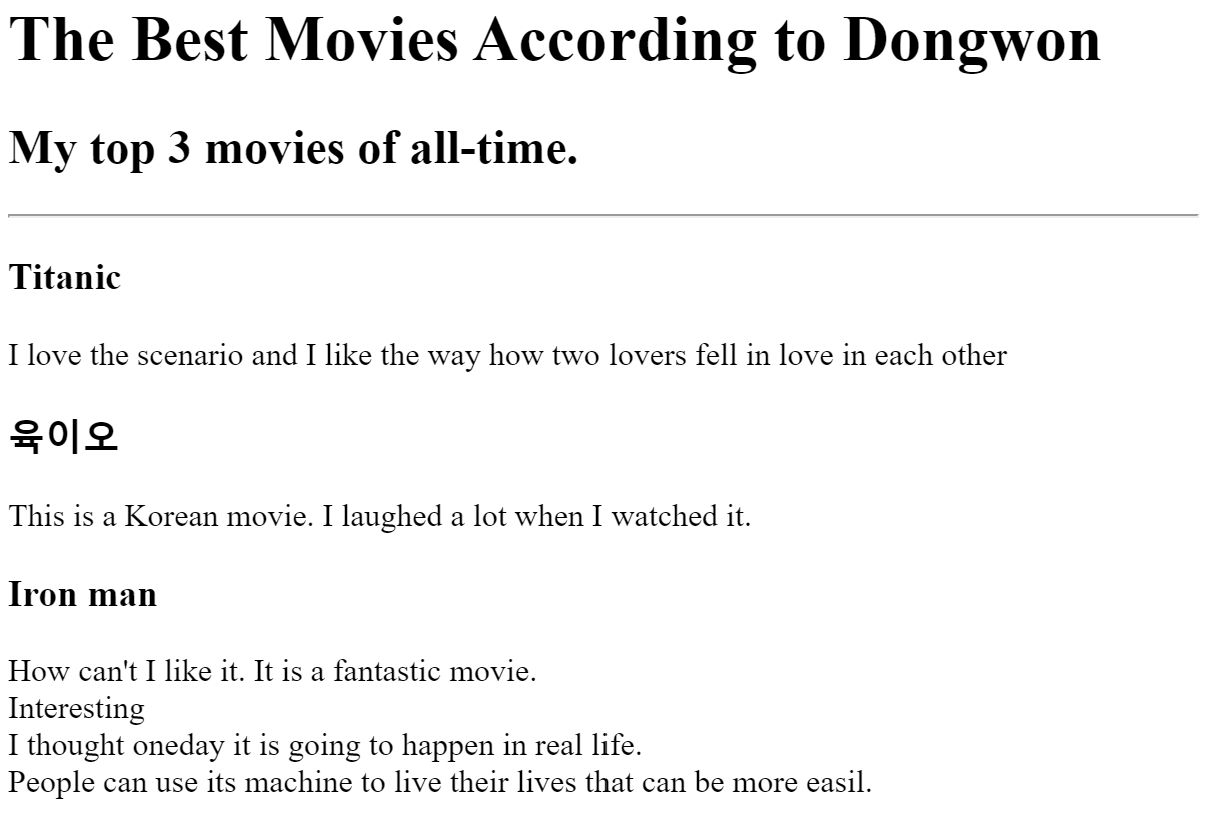 The Best Movies According to Dongwon
My top 3 movies of all-time.
Titanic
I love the scenario and I like the way how two lovers fell in love in each other
육이오
This is a Korean movie. I laughed a lot when I watched it.
Iron man
How can't I like it. It is a fantastic movie.
Interesting
I thought oneday it is going to happen in real life.
People can use its machine to live their lives that can be more easil.